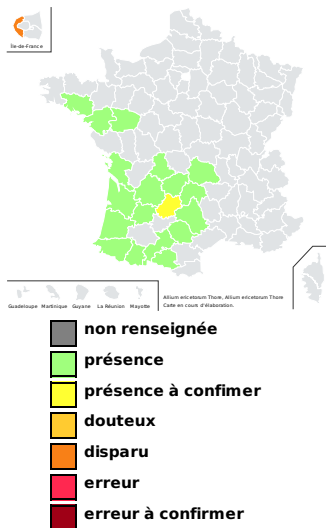 Île-de-France
Guadeloupe Martinique Guyane La Réunion Mayotte
Allium ericetorum Thore, Allium ericetorum Thore
Carte en cours d'élaboration.
non renseignée
présence
présence à confimer
douteux
disparu
erreur
erreur à confirmer